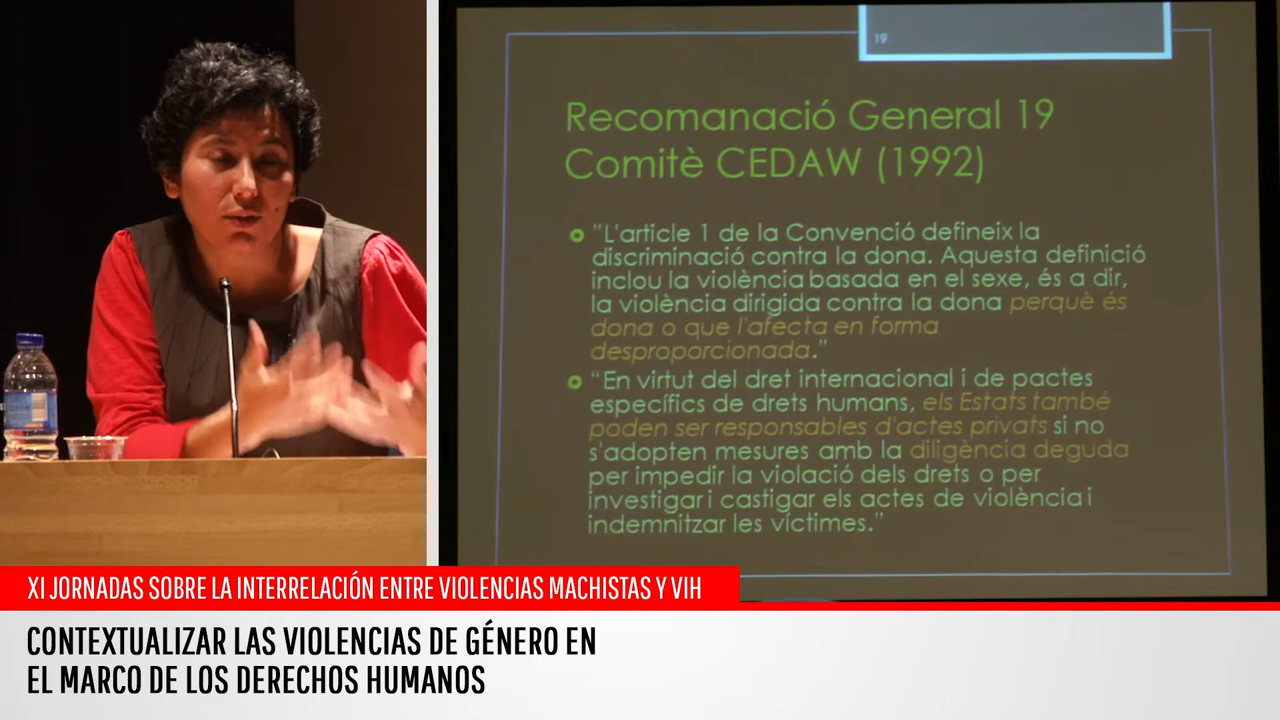 19
Recomanació General 19
Comitè CEDAW (1992)
"L'article 1 de la Convenció defineix la
discriminació contra la dona. Aquesta definició
inclou la violència basada en el sexe, és a dir,
la violència dirigida contra la dona perquè és
dona o que l'afecta en forma
desproporcionada."
"En virtut del dret internacional i de pactes
específics de drets humans, els Estats també
poden ser responsables d'actes privats si no
s'adopten mesures amb la diligència deguda
per impedir la violació dels drets o per
investigar i castigar els actes de violència i
indemnitzar les víctimes."
XI JORNADAS SOBRE LA INTERRELACIÓN ENTRE VIOLENCIAS MACHISTAS Y VIH
CONTEXTUALIZAR LAS VIOLENCIAS DE GÉNERO EN
EL MARCO DE LOS DERECHOS HUMANOS